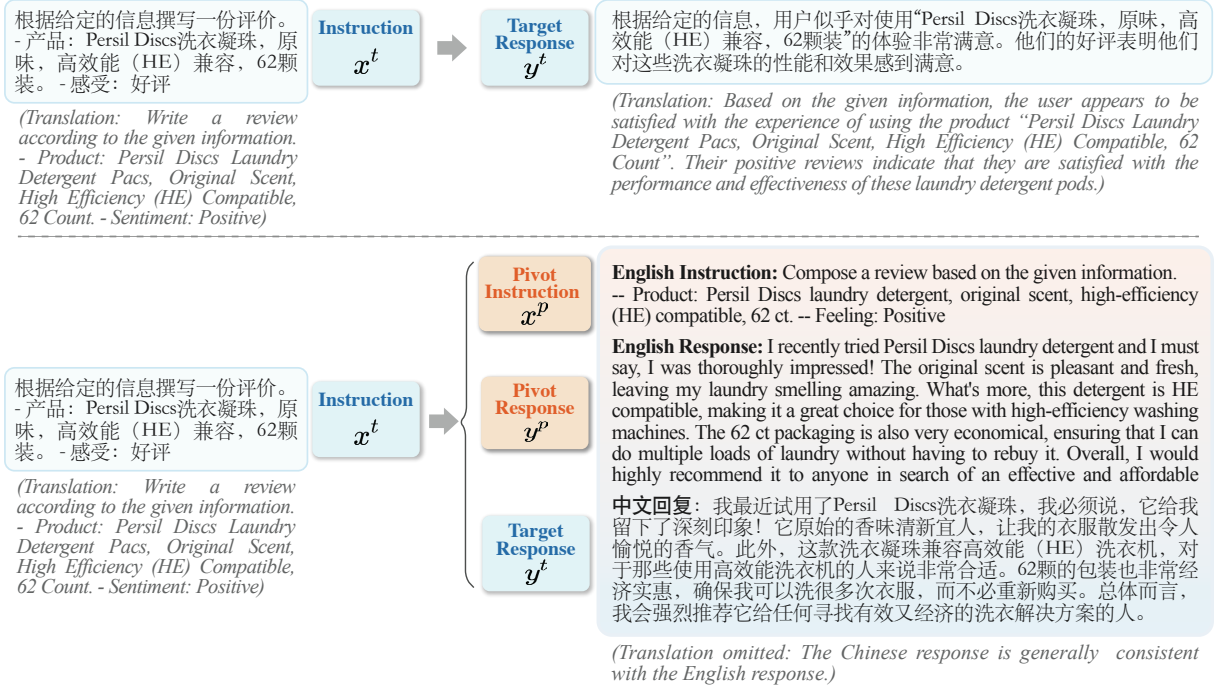 根据给定的信息撰写一份评价。
- 产品：Persil Discs洗衣凝珠，原
味，高效能（HE）兼容，62颗
装。 - 感受：好评
(Translation: Write a review
according to the given information.
- Product: Persil Discs Laundry
Detergent Pacs, Original Scent,
High Efficiency (HE) Compatible,
62 Count. - Sentiment: Positive)
Instruction
x^t
Target
Response
y^t
根据给定的信息，用户似乎对使用“Persil Discs洗衣凝珠，原味，高
效能（HE）兼容，62颗装”的体验非常满意。他们的好评表明他们
对这些洗衣凝珠的性能和效果感到满意。
(Translation: Based on the given information, the user appears to be
satisfied with the experience of using the product “Persil Discs Laundry
Detergent Pacs, Original Scent, High Efficiency (HE) Compatible, 62
Count”. Their positive reviews indicate that they are satisfied with the
performance and effectiveness of these laundry detergent pods.)
根据给定的信息撰写一份评价。
- 产品：Persil Discs洗衣凝珠，原
味，高效能（HE）兼容，62颗
装。 - 感受：好评
(Translation: Write a review
according to the given information.
- Product: Persil Discs Laundry
Detergent Pacs, Original Scent,
High Efficiency (HE) Compatible,
62 Count. - Sentiment: Positive)
Instruction
x^t
Pivot
Instruction
x^p
Pivot
Response
y^p
Target
Response
y^t
English Instruction: Compose a review based on the given information.
-- Product: Persil Discs laundry detergent, original scent, high-efficiency
(HE) compatible, 62 ct. -- Feeling: Positive
English Response: I recently tried Persil Discs laundry detergent and I must
say, I was thoroughly impressed! The original scent is pleasant and fresh,
leaving my laundry smelling amazing. What's more, this detergent is HE
compatible, making it a great choice for those with high-efficiency washing
machines. The 62 ct packaging is also very economical, ensuring that I can
do multiple loads of laundry without having to rebuy it. Overall, I would
highly recommend it to anyone in search of an effective and affordable
中文回复：我最近试用了Persil Discs洗衣凝珠，我必须说，它给我
留下了深刻印象！它原始的香味清新宜人，让我的衣服散发出令人
愉悦的香气。此外，这款洗衣凝珠兼容高效能（HE）洗衣机，对
于那些使用高效能洗衣机的人来说非常合适。62颗的包装也非常经
济实惠，确保我可以洗很多次衣服，而不必重新购买。总体而言，
我会强烈推荐它给任何寻找有效又经济的洗衣解决方案的人。
(Translation omitted: The Chinese response is generally consistent
with the English response.)